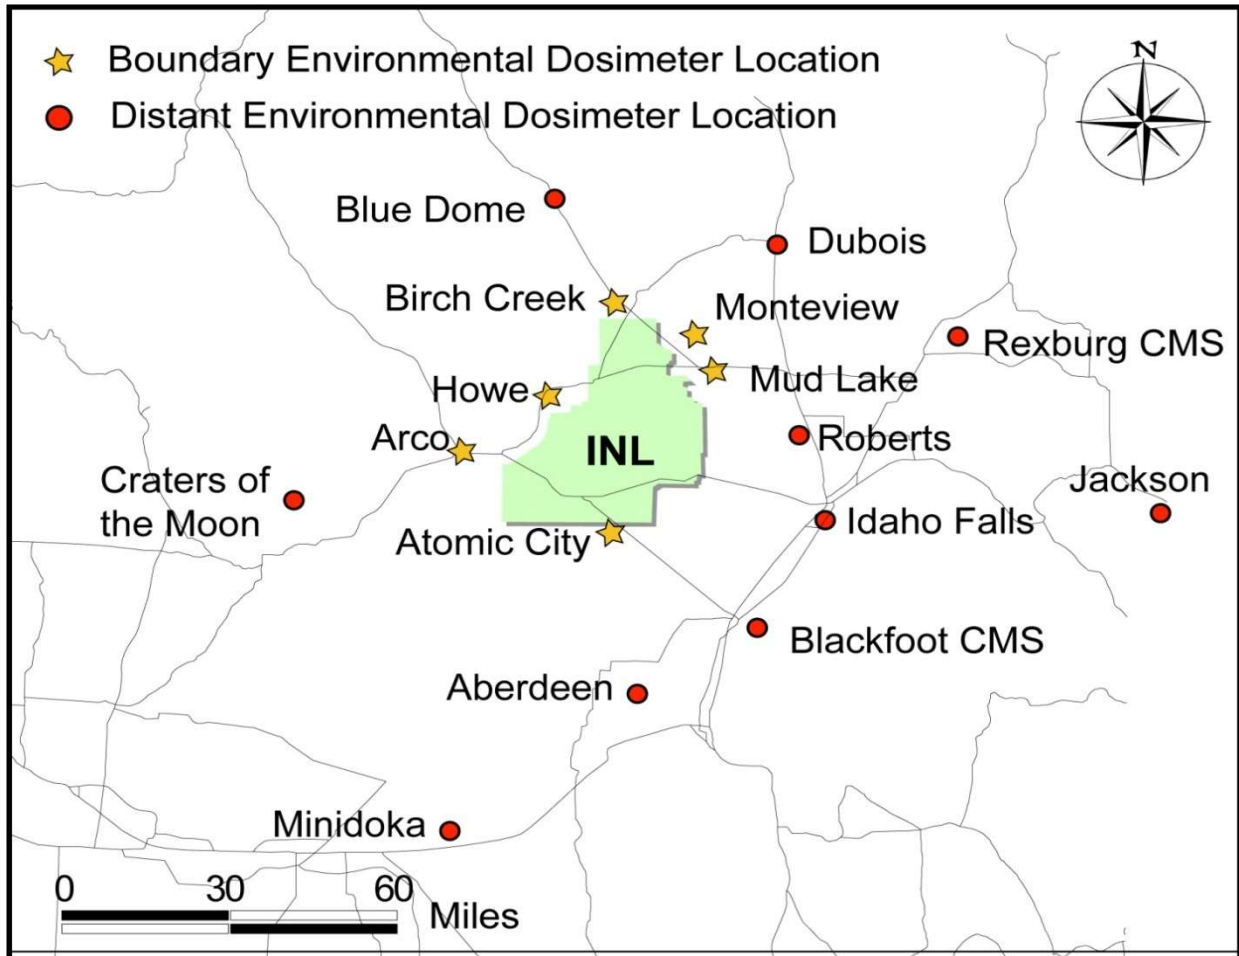 N
Boundary Environmental Dosimeter Location
Distant Environmental Dosimeter Location
Blue Dome
Dubois
Birch Creek
Monteview
Rexburg CMS
Mud Lake
Howe
Arco
INL
Roberts
Craters of
the Moon
Jackson
Idaho Falls
Atomic City
Blackfoot CMS
Aberdeen
Minidoka
0 30 60
Miles